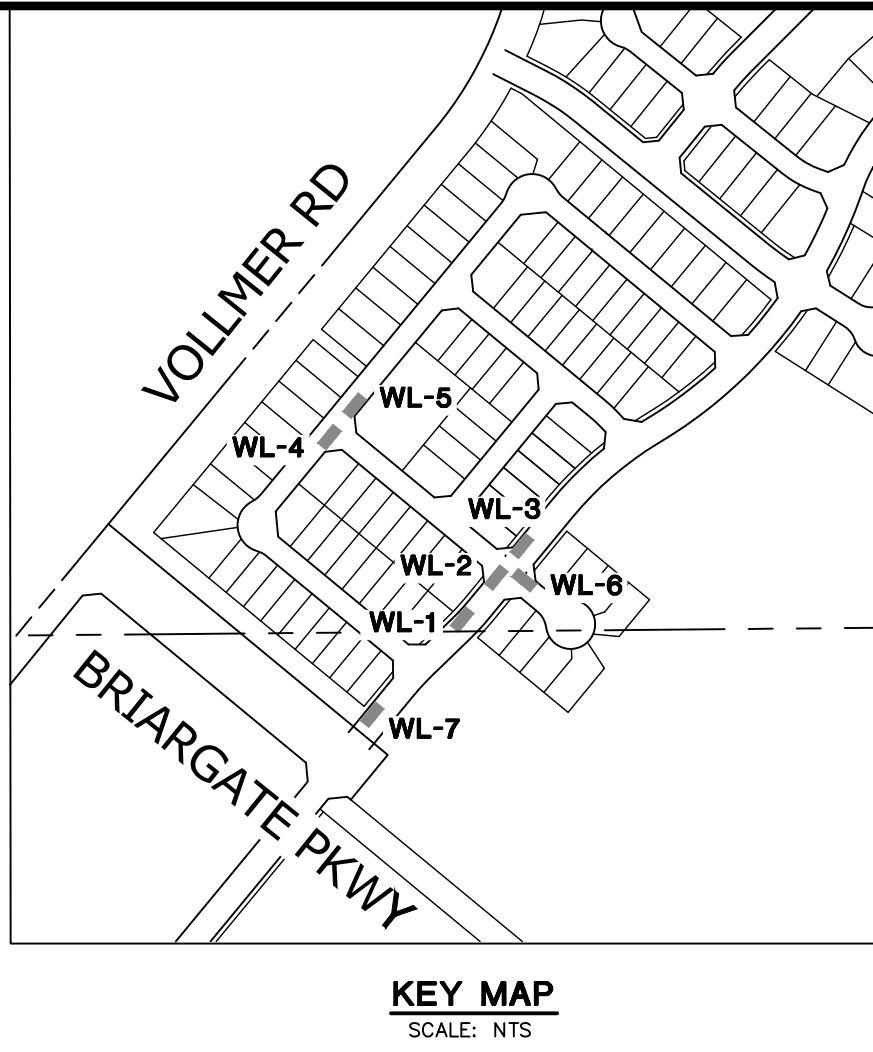 VOLLMER RD
WL-5
WL-4
WL-3
WL-2
WL-6
WL-1
WL-7
BRIARGATE PKWY
KEY MAP
SCALE: NTS